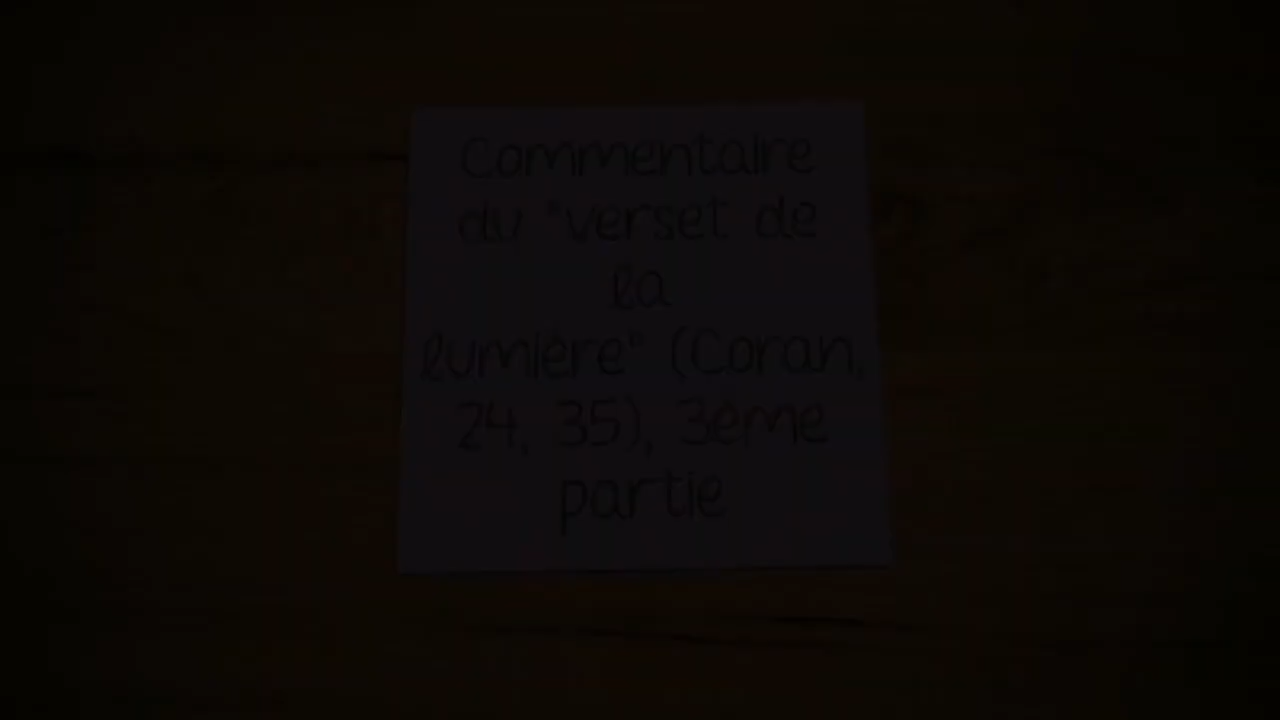 Commentaire
du "verset de
la
lumière" (Coran,
24, 35), 3ème
partie